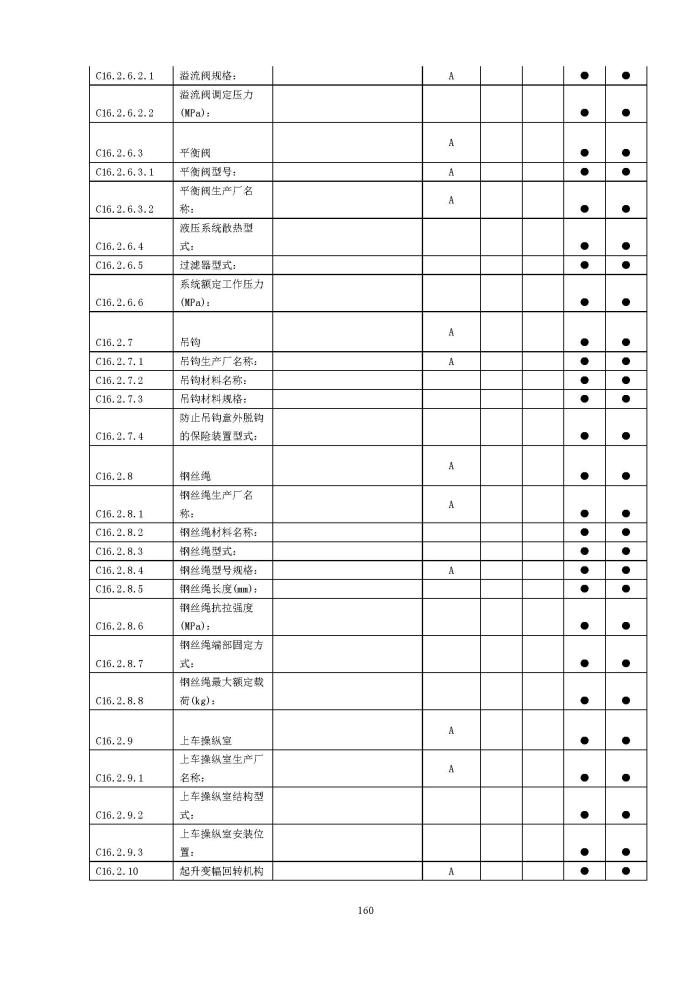 C16.2.6.2.1 溢流阀规格: A ● ●
溢流阀调定压力
C16.2.6.2.2 (MPa): ● ●
A
C16.2.6.3 平衡阀 ● ●
C16.2.6.3.1 平衡阀型号: A ● ●
平衡阀生产厂名
A
C16.2.6.3.2 称: ● ●
液压系统散热型
C16.2.6.4 式: ● ●
C16.2.6.5 过滤器型式: ● ●
系统额定工作压力
C16.2.6.6 (MPa): ● ●
A
C16.2.7 吊钩 ● ●
C16.2.7.1 吊钩生产厂名称: A ● ●
C16.2.7.2 吊钩材料名称: ● ●
C16.2.7.3 吊钩材料规格: ● ●
防止吊钩意外脱钩
C16.2.7.4 的保险装置型式: ● ●
A
C16.2.8 钢丝绳 ● ●
钢丝绳生产厂名
A
C16.2.8.1 称: ● ●
C16.2.8.2 钢丝绳材料名称: ● ●
C16.2.8.3 钢丝绳型式: ● ●
C16.2.8.4 钢丝绳型号规格: A ● ●
C16.2.8.5 钢丝绳长度(mm): ● ●
钢丝绳抗拉强度
C16.2.8.6 (MPa): ● ●
钢丝绳端部固定方
C16.2.8.7 式: ● ●
钢丝绳最大额定载
C16.2.8.8 荷(kg): ● ●
A
C16.2.9 上车操纵室 ● ●
上车操纵室生产厂
A
C16.2.9.1 名称: ● ●
上车操纵室结构型
C16.2.9.2 式: ● ●
上车操纵室安装位
C16.2.9.3 置: ● ●
C16.2.10 起升变幅回转机构 A ● ●
160